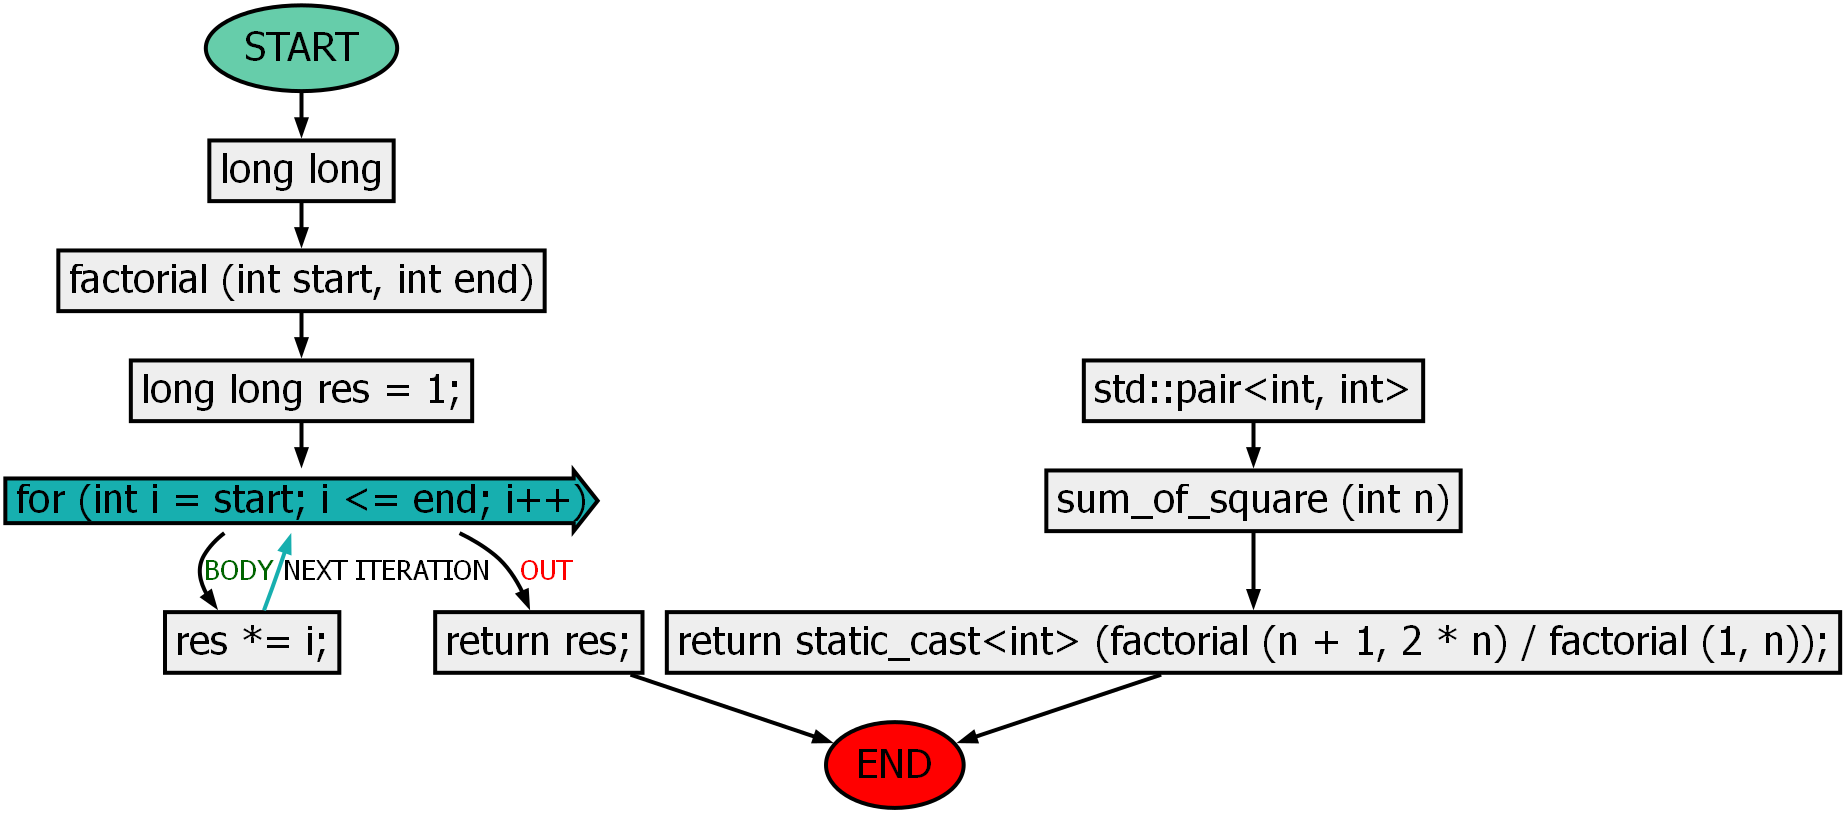 START
long long
factorial (int start, int end)
long long res = 1;
for (int i = start; i <= end; i++)
BODY
NEXT ITERATION
OUT
res *= i;
return res;
std::pair<int, int>
sum_of_square (int n)
return static_cast<int> (factorial (n + 1, 2 * n) / factorial (1, n));
END